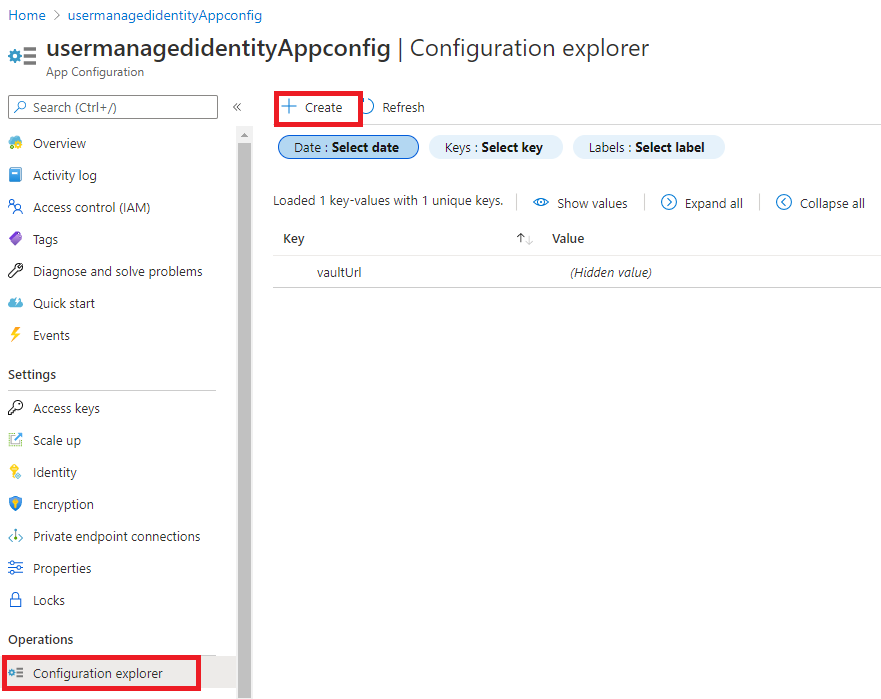 Home > usermanagedidentityAppconfig
usermanagedidentityAppconfig | Configuration explorer
App Configuration
Search (Ctrl+/)
«
Overview
Activity log
Access control (IAM)
Tags
Diagnose and solve problems
Quick start
Events
Settings
Access keys
Scale up
Identity
Encryption
Private endpoint connections
Properties
Locks
Operations
Configuration explorer
Create Refresh
Date : Select date Keys : Select key Labels : Select label
Loaded 1 key-values with 1 unique keys. Show values Expand all Collapse all
Key ↑↓ Value
vaultUrl (Hidden value)